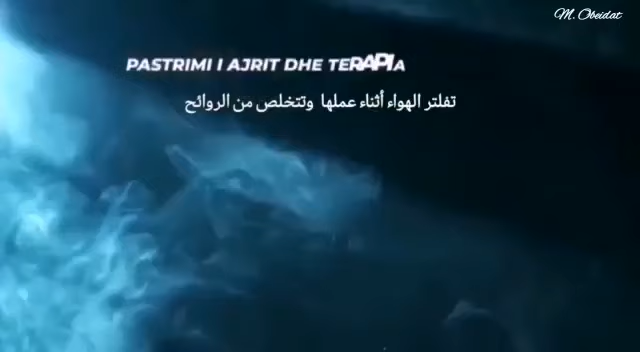 M. Obeidat
PASTRIMI I AJRIT DHE TERAPIA
تفلتر الهواء أثناء عملها وتتخلص من الروائح